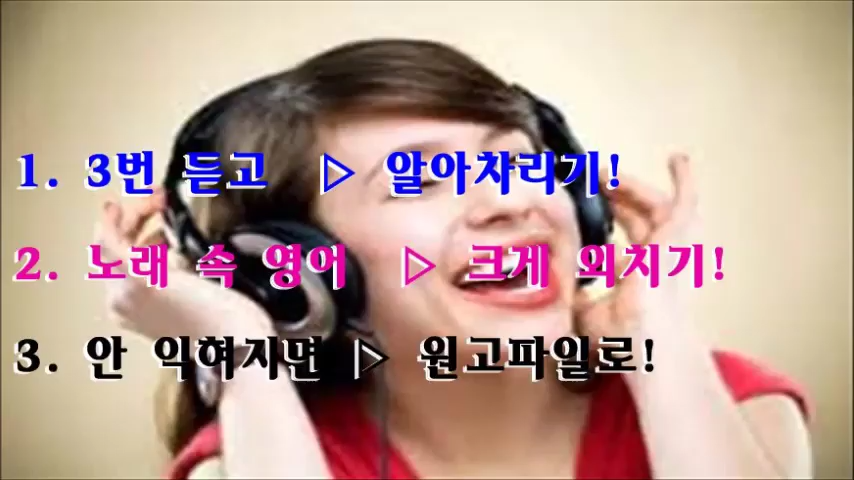 1. 3번 듣고 ▷ 알아차리기!
2. 노래 속 영어 ▷ 크게 외치기!
3. 안 익혀지면 ▷ 원고파일로!